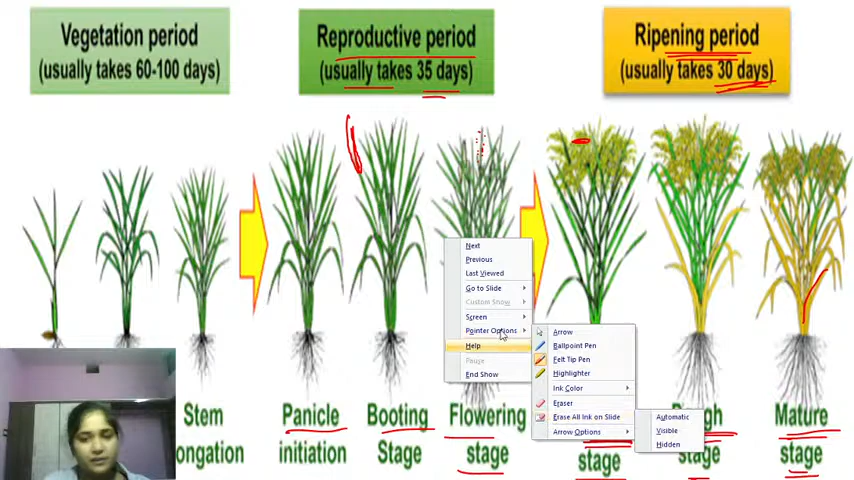 Vegetation period
(usually takes 60-100 days)
Reproductive period
(usually takes 35 days)
Ripening period
(usually takes 30 days)
Next
Previous
Last Viewed
Go to Slide
Custom Show
Screen
Pointer Options
Help
Pause
End Show
Arrow
Ballpoint Pen
Felt Tip Pen
Highlighter
Ink Color
Eraser
Erase All Ink on Slide
Arrow Options
Automatic
Visible
Hidden
Stem
ongation
Panicle
initiation
Booting
Stage
Flowering
stage
stage
gh
stage
Mature
stage